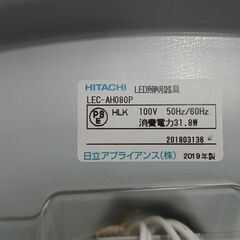 HITACHI LED照明器具
LEC-AH080P
PSE HLK 100V 50Hz/60Hz
消費電力31.8W
201903136
日立アプライアンス(株) 2019年製